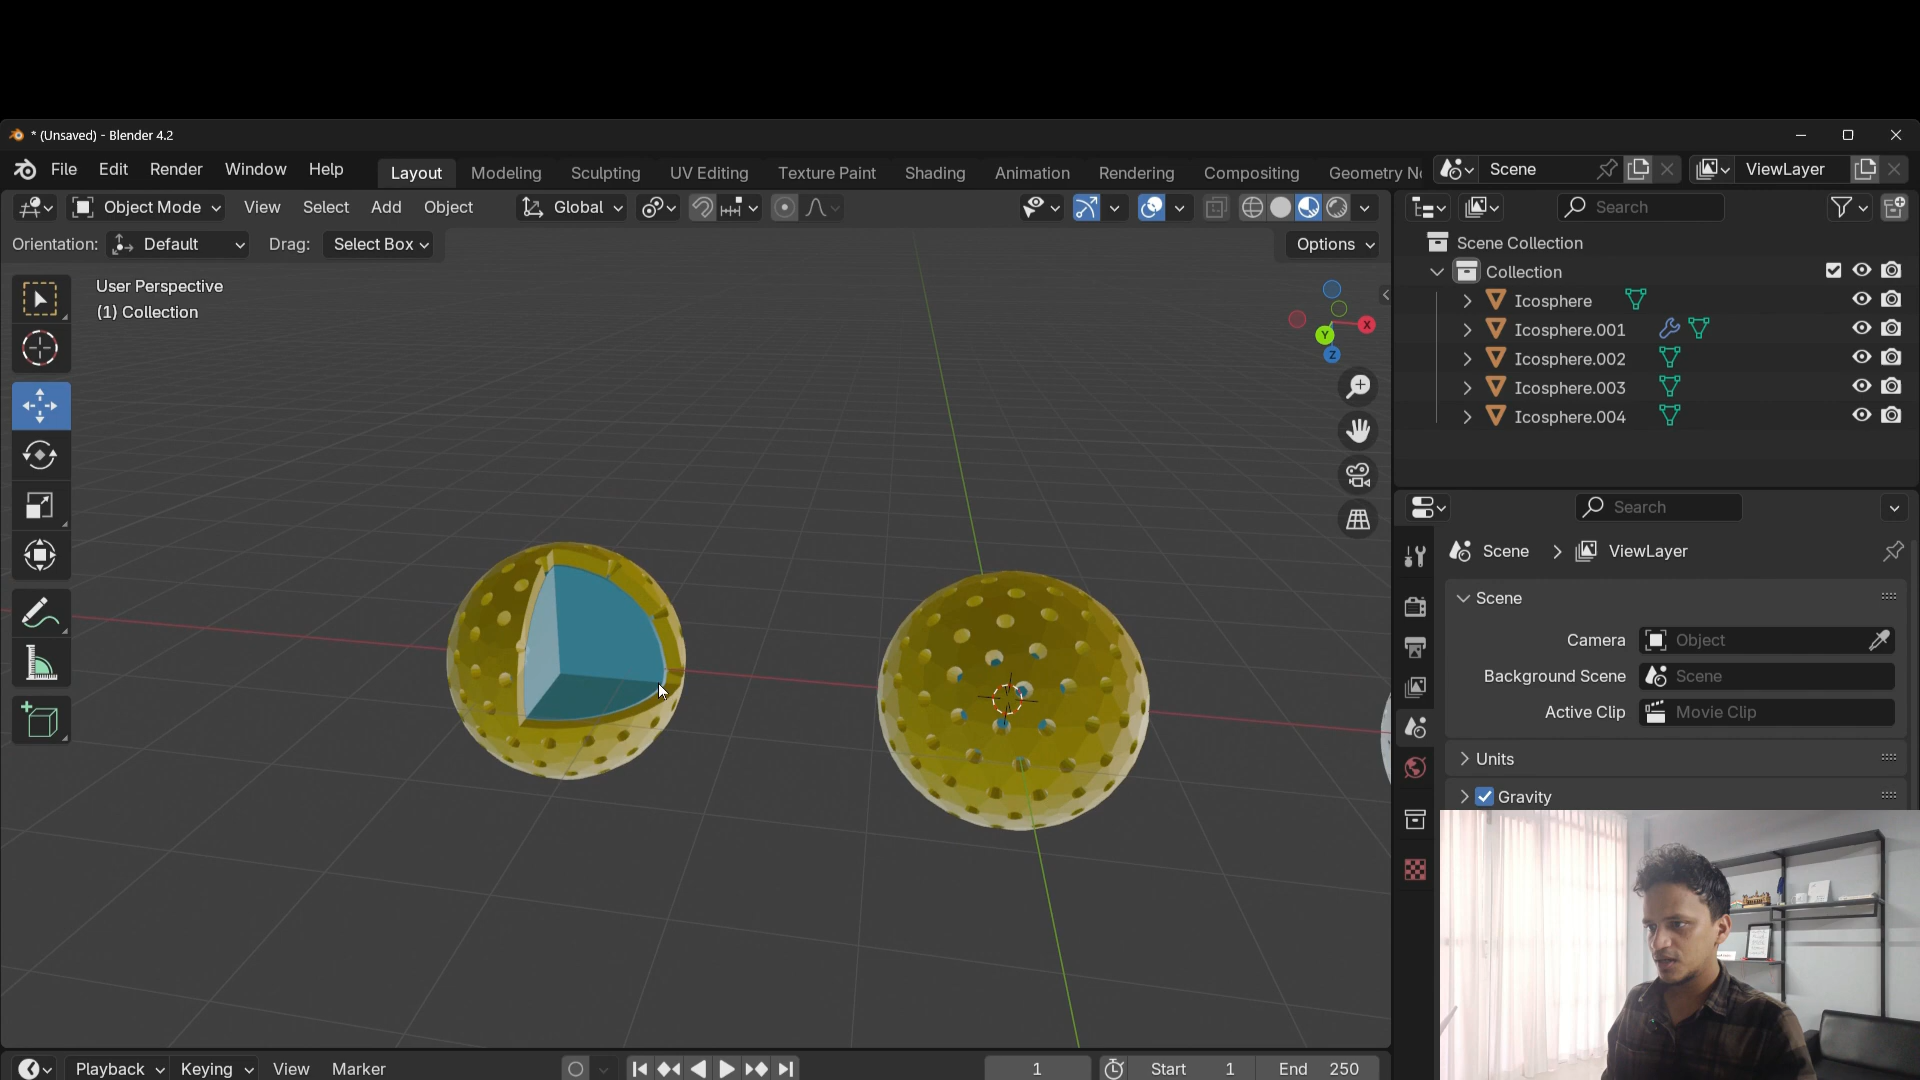 * (Unsaved) - Blender 4.2
File Edit Render Window Help Layout Modeling Sculpting UV Editing Texture Paint Shading Animation Rendering Compositing Geometry No Scene ViewLayer
Object Mode View Select Add Object Global Search
Orientation: Default Drag: Select Box Options
User Perspective
(1) Collection
X
Y
Z
Scene Collection
Collection
Icosphere
Icosphere.001
Icosphere.002
Icosphere.003
Icosphere.004
Search
Scene ViewLayer
Scene
Camera Object
Background Scene Scene
Active Clip Movie Clip
Units
Gravity
Playback Keying View Marker 1 Start 1 End 250